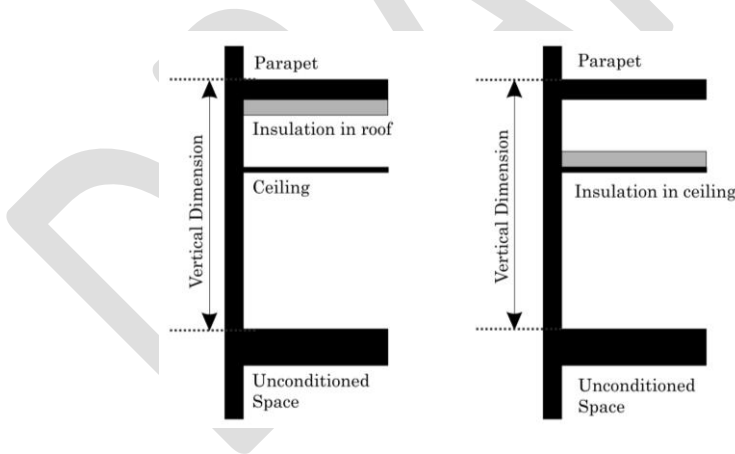 Parapet
Insulation in roof
Ceiling
Vertical Dimension
Unconditioned
Space
Parapet
Insulation in ceiling
Vertical Dimension
Unconditioned
Space